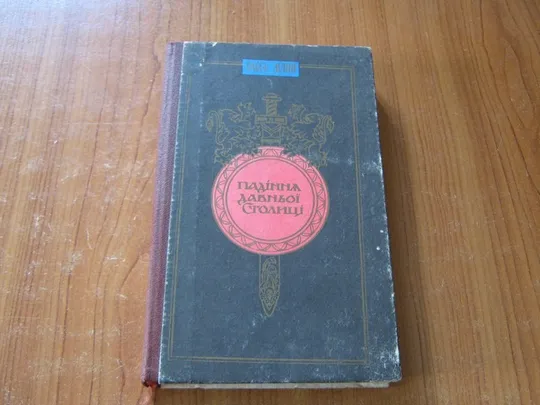 Падіння
давньої
столиці